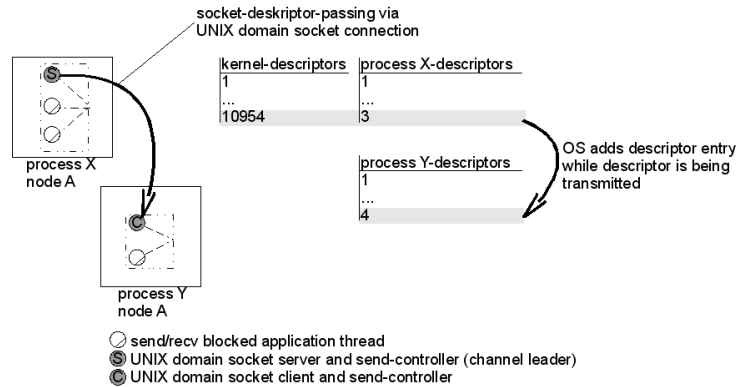 socket-deskriptor-passing via
UNIX domain socket connection
kernel-descriptors process X-descriptors
1 1
... ...
10954 3
S
process X
node A
OS adds descriptor entry
while descriptor is being
transmitted
process Y-descriptors
1
...
4
C
process Y
node A
send/recv blocked application thread
S UNIX domain socket server and send-controller (channel leader)
C UNIX domain socket client and send-controller